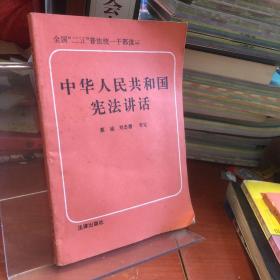 全国“二五”普法统一干部读本
中华人民共和国
宪法讲话
法律出版社